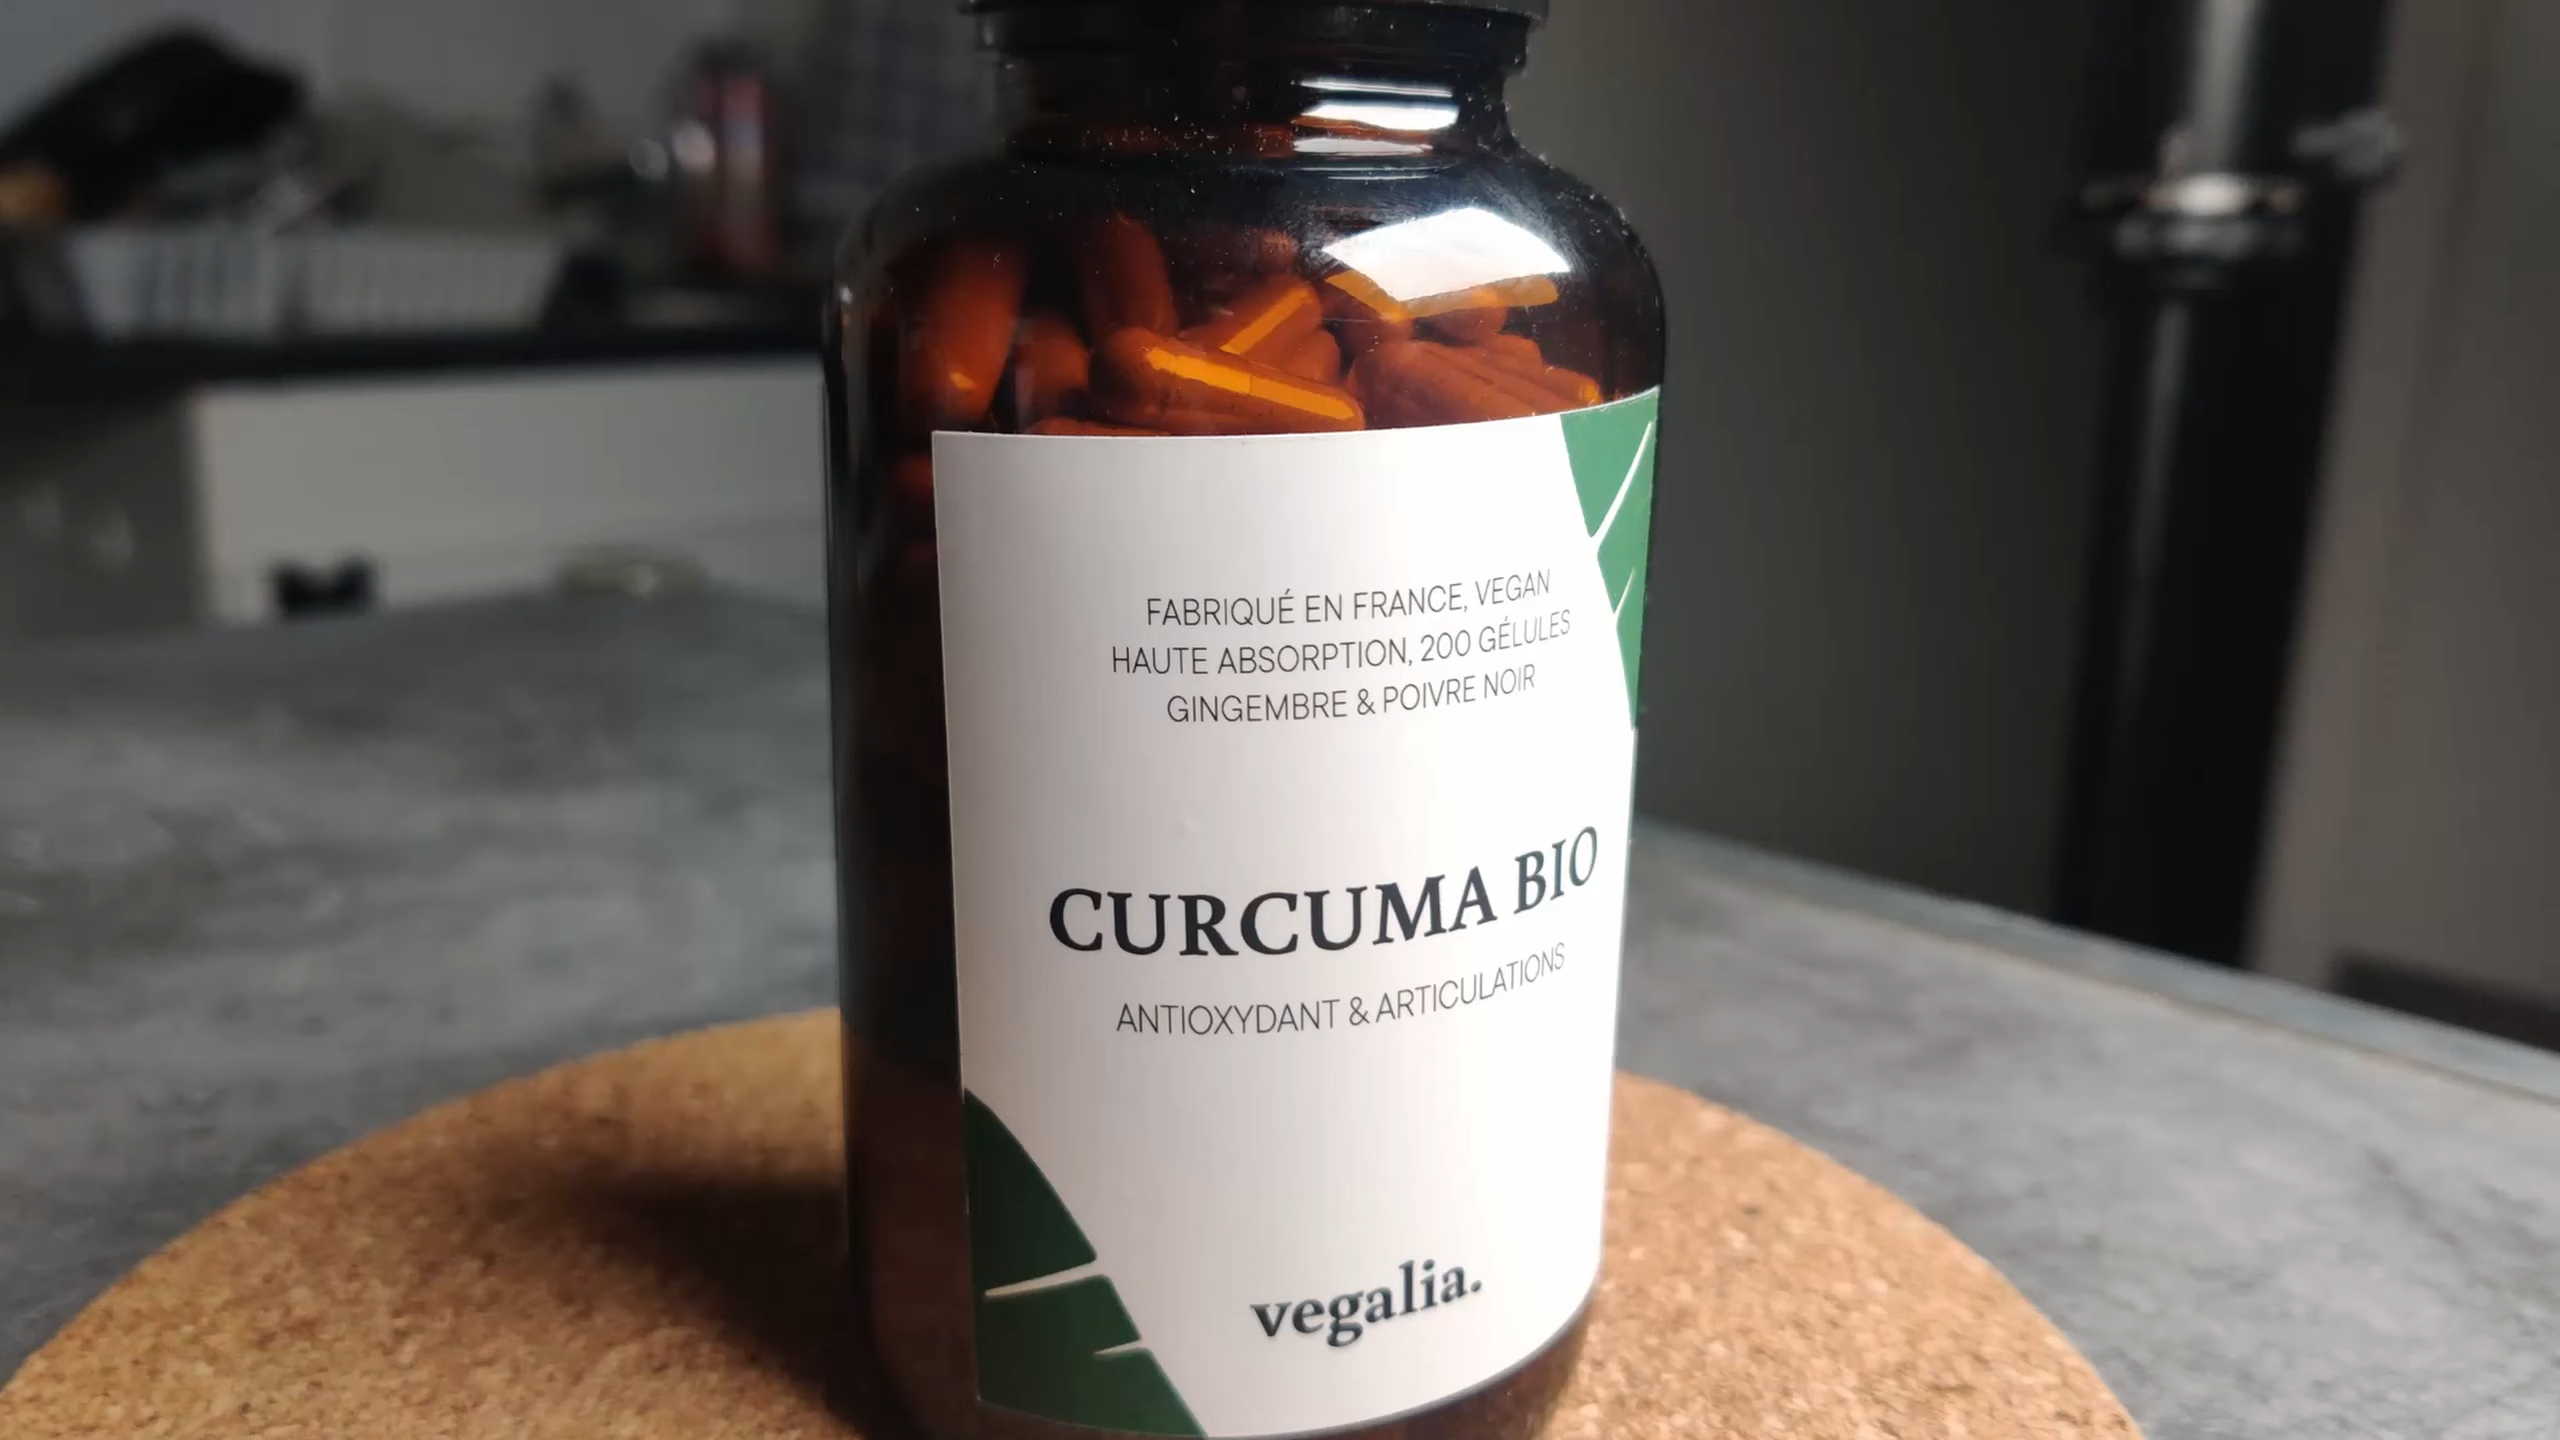 FABRIQUÉ EN FRANCE, VEGAN
HAUTE ABSORPTION, 200 GÉLULES
GINGEMBRE & POIVRE NOIR
CURCUMA BIO
ANTIOXYDANT & ARTICULATIONS
vegalia.